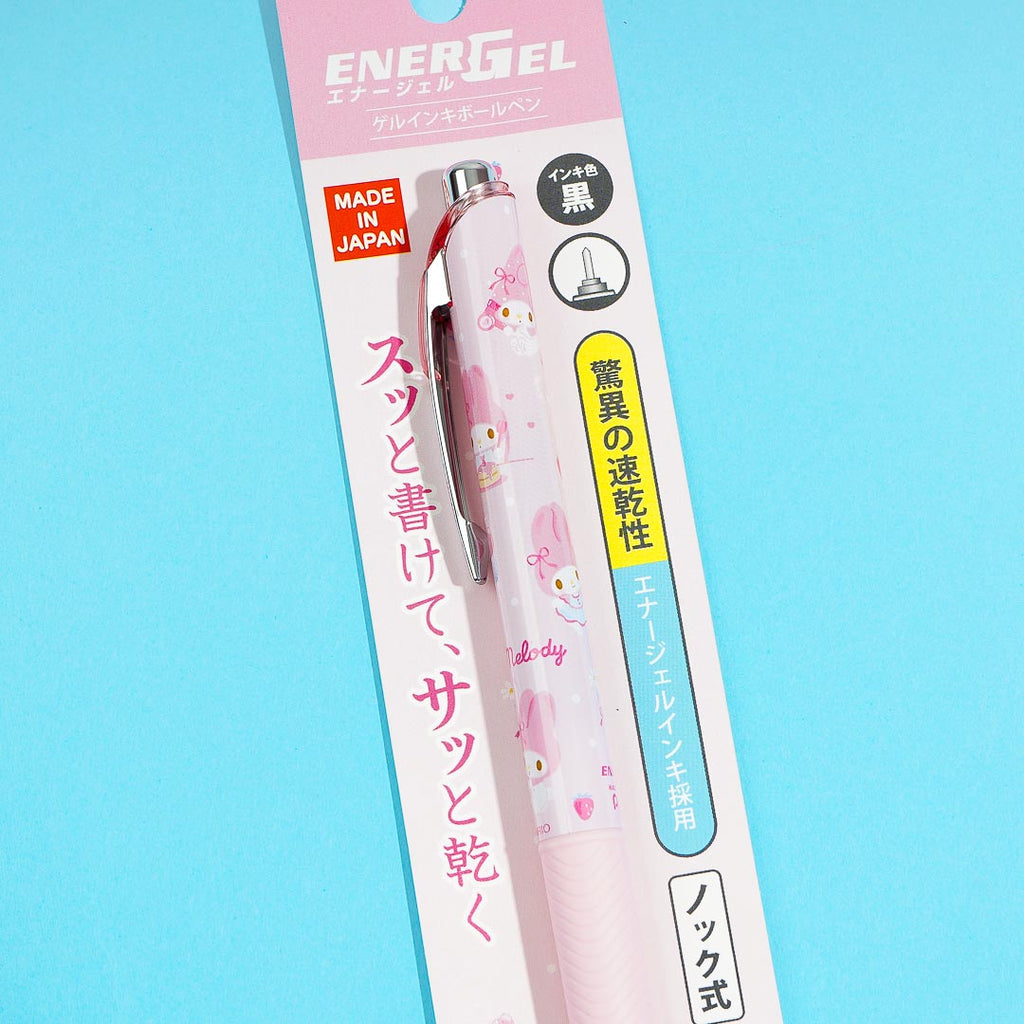 ENERGEL
エナージェル
ゲルインキボールペン
MADE
IN
JAPAN
インキ色
黒
スッと書けて、サッと乾く
驚異の速乾性
エナージェルインキ採用
Melody
ノック式